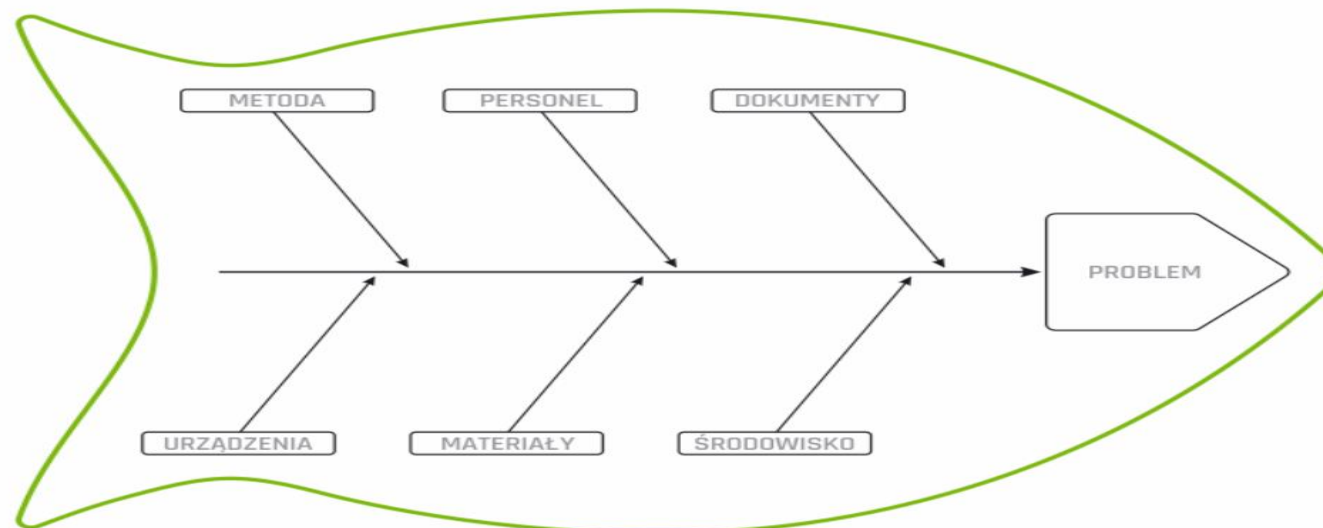 METODA
PERSONEL
DOKUMENTY
PROBLEM
URZĄDZENIA
MATERIAŁY
ŚRODOWISKO